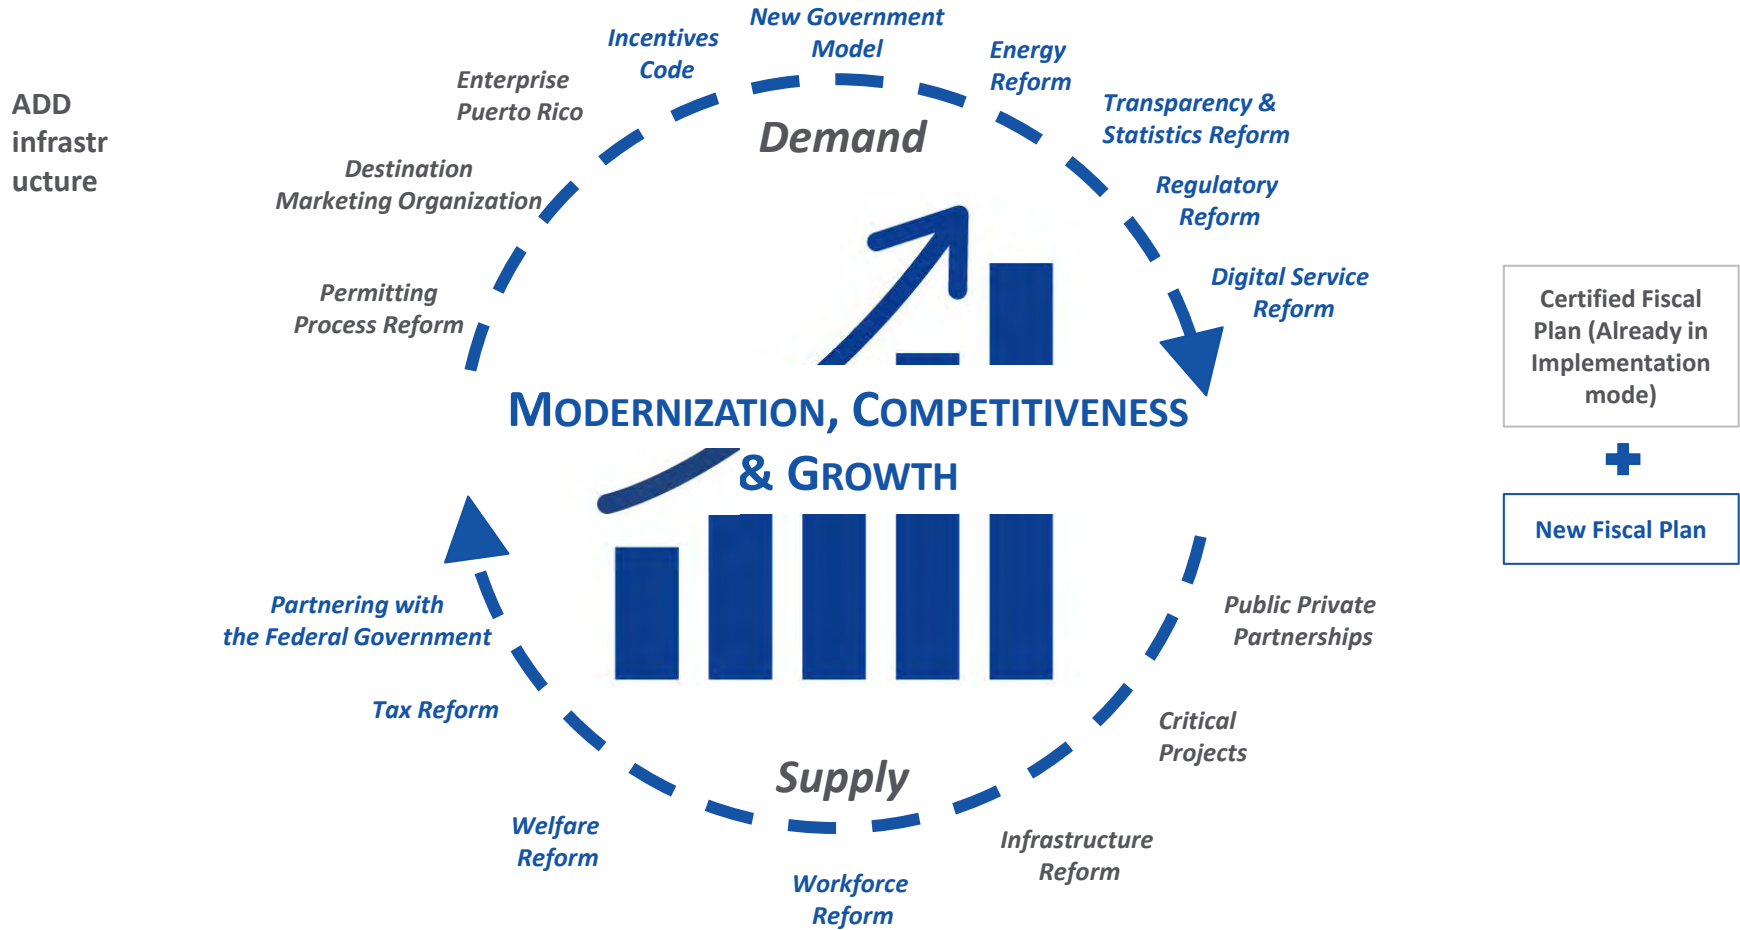 ADD
infrastr
ucture
New Government
Model
Incentives
Code
Energy
Reform
Enterprise
Puerto Rico
Transparency &
Statistics Reform
Demand
Destination
Marketing Organization
Regulatory
Reform
Permitting
Process Reform
Digital Service
Reform
MODERNIZATION, COMPETITIVENESS
& GROWTH
Certified Fiscal
Plan (Already in
Implementation
mode)
New Fiscal Plan
Partnering with
the Federal Government
Public Private
Partnerships
Tax Reform
Critical
Projects
Supply
Welfare
Reform
Infrastructure
Reform
Workforce
Reform